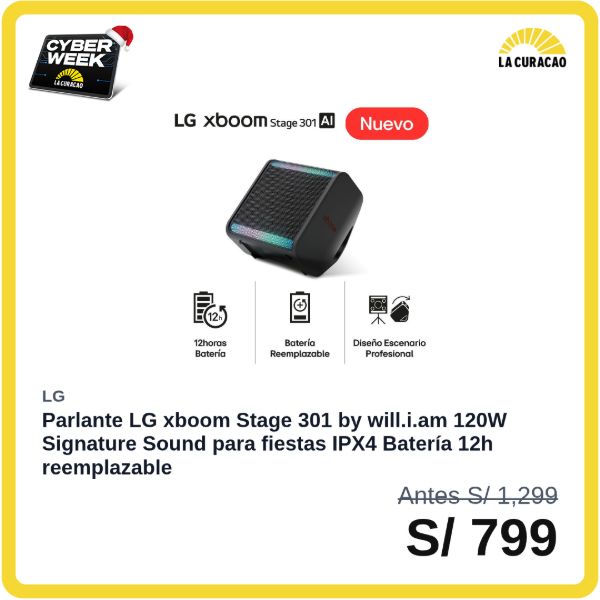 CYBER
WEEK
LA CURACAO
LA CURACAO
LG xboom Stage 301 AI
Nuevo
12h
12horas
Batería
Batería
Reemplazable
Diseño Escenario
Profesional
LG
Parlante LG xboom Stage 301 by will.i.am 120W
Signature Sound para fiestas IPX4 Batería 12h
reemplazable
Antes S/ 1,299
S/ 799